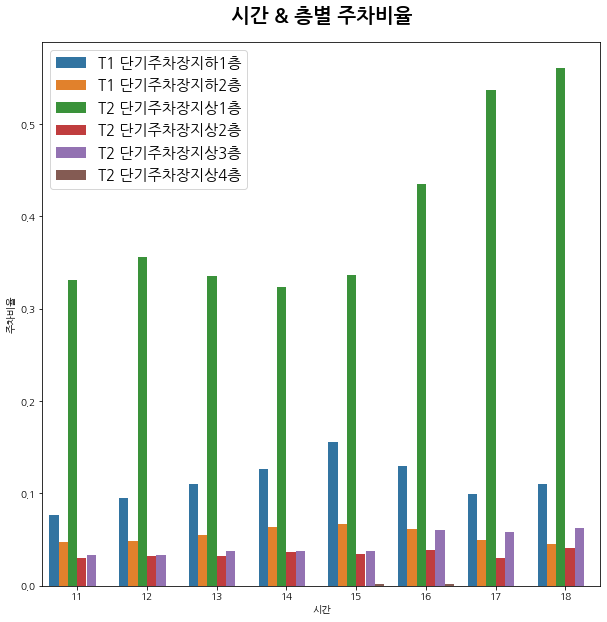 시간 & 층별 주차비율
T1 단기주차장지하1층
T1 단기주차장지하2층
T2 단기주차장지상1층
T2 단기주차장지상2층
T2 단기주차장지상3층
T2 단기주차장지상4층
주차비율
0,5
0,4
0,3
0,2
0,1
0,0
11 12 13 14 15 16 17 18
시간